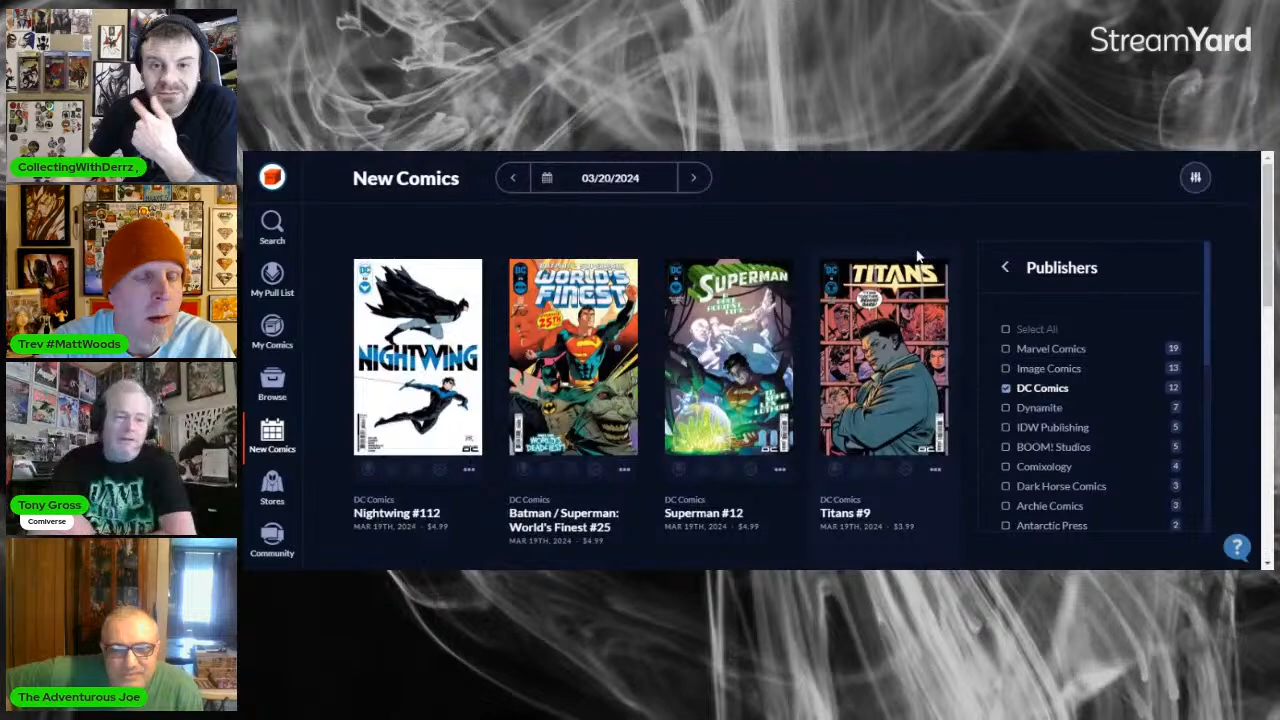 StreamYard
CollectingWithDerrz ,
Trev #MattWoods
Tony Gross
Comiverse
The Adventurous Joe
New Comics
03/20/2024
Search
My Pull List
My Comics
Browse
New Comics
Stores
Community
NIGHTWING
WORLD'S
FINEST
SUPERMAN
TITANS
DC Comics
Nightwing #112
MAR 19TH, 2024 · $4.99
DC Comics
Batman / Superman:
World's Finest #25
MAR 19TH, 2024 · $4.99
DC Comics
Superman #12
MAR 19TH, 2024 · $4.99
DC Comics
Titans #9
MAR 19TH, 2024 · $3.99
Publishers
Select All
Marvel Comics 19
Image Comics 13
DC Comics 12
Dynamite 7
IDW Publishing 5
BOOM! Studios 5
Comixology 4
Dark Horse Comics 3
Archie Comics 3
Antarctic Press 2
?